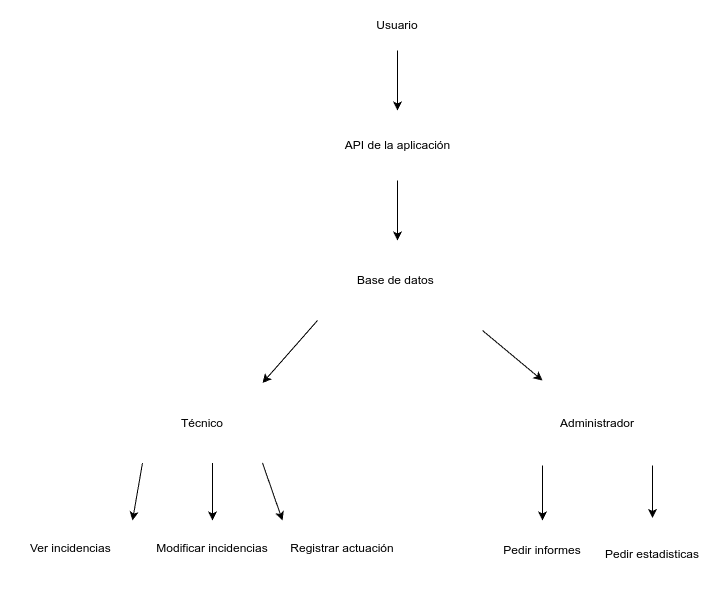 Usuario
API de la aplicación
Base de datos
Técnico
Administrador
Ver incidencias
Modificar incidencias
Registrar actuación
Pedir informes
Pedir estadisticas